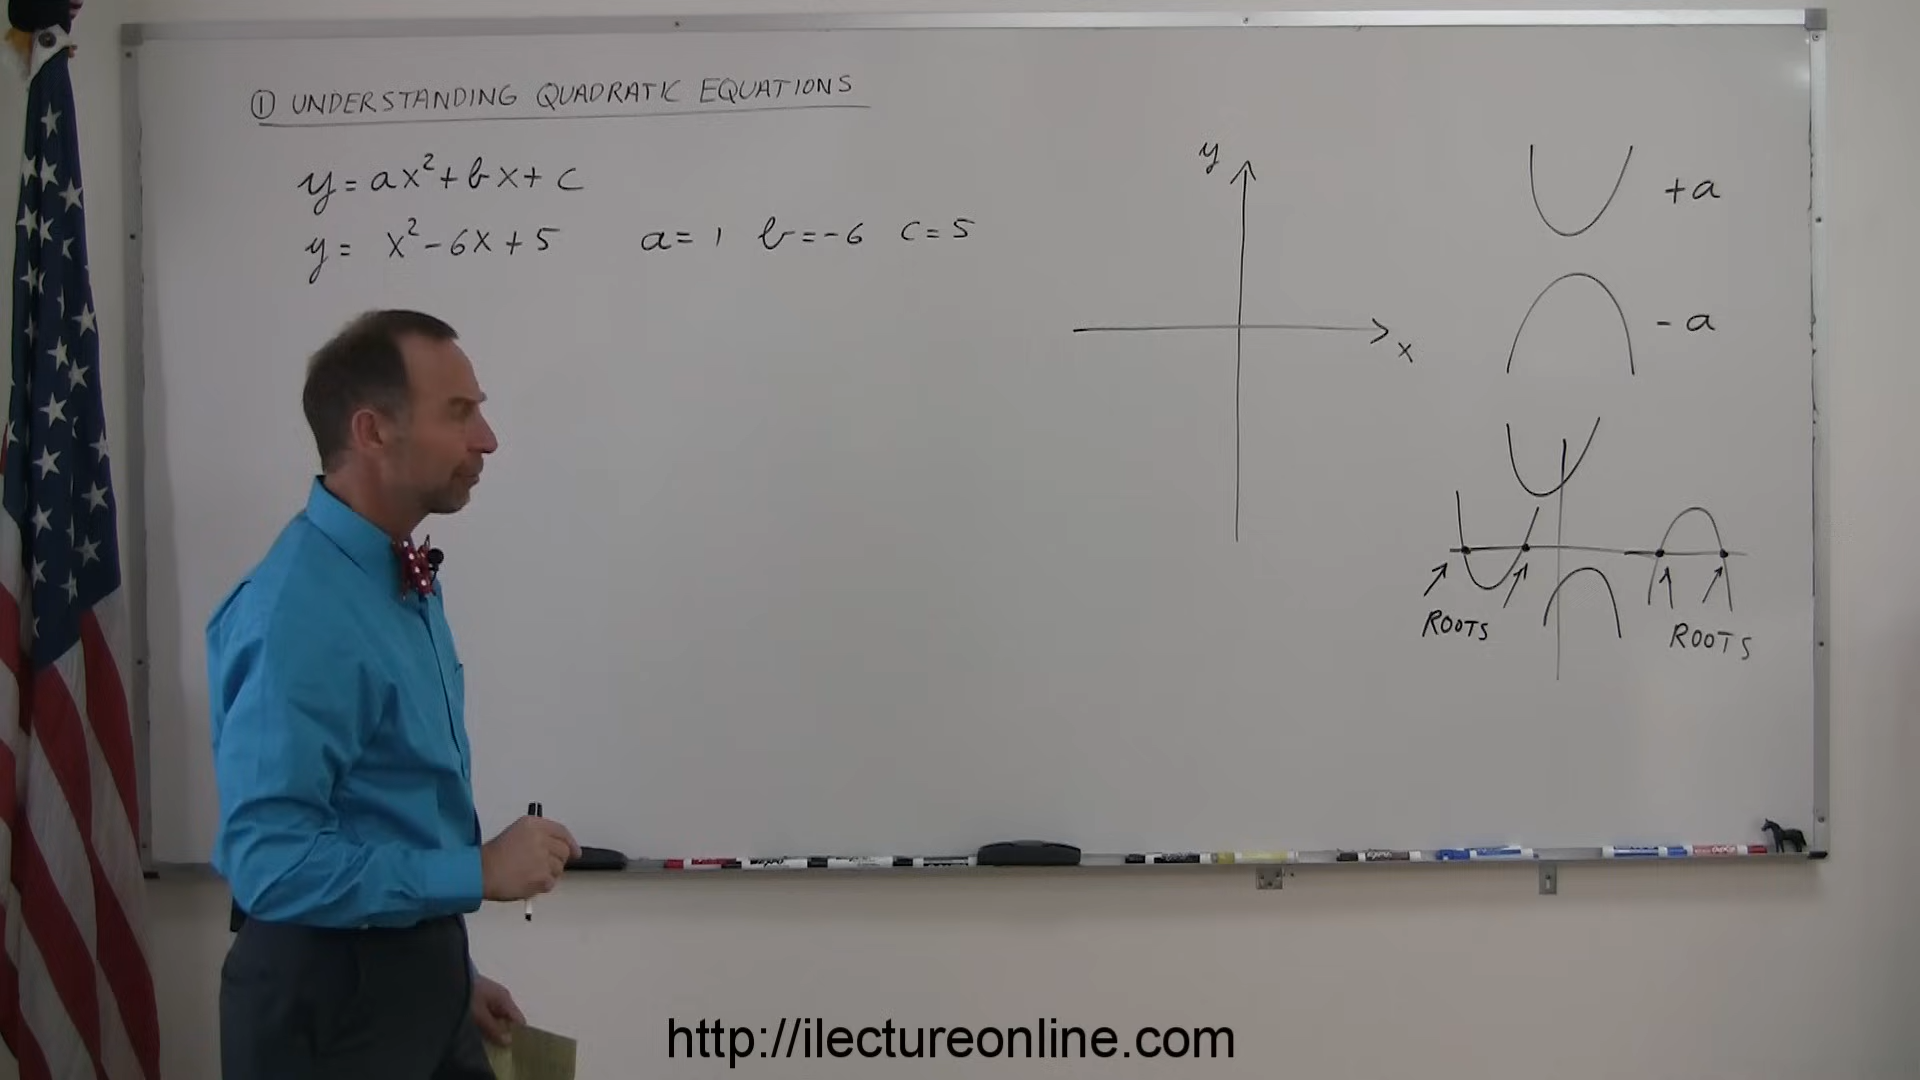 ① UNDERSTANDING QUADRATIC EQUATIONS
y = ax² + bx + c
y = x² - 6x + 5 a = 1 b = -6 c = 5
y
x
+a
-a
ROOTS
ROOTS
http://ilectureonline.com